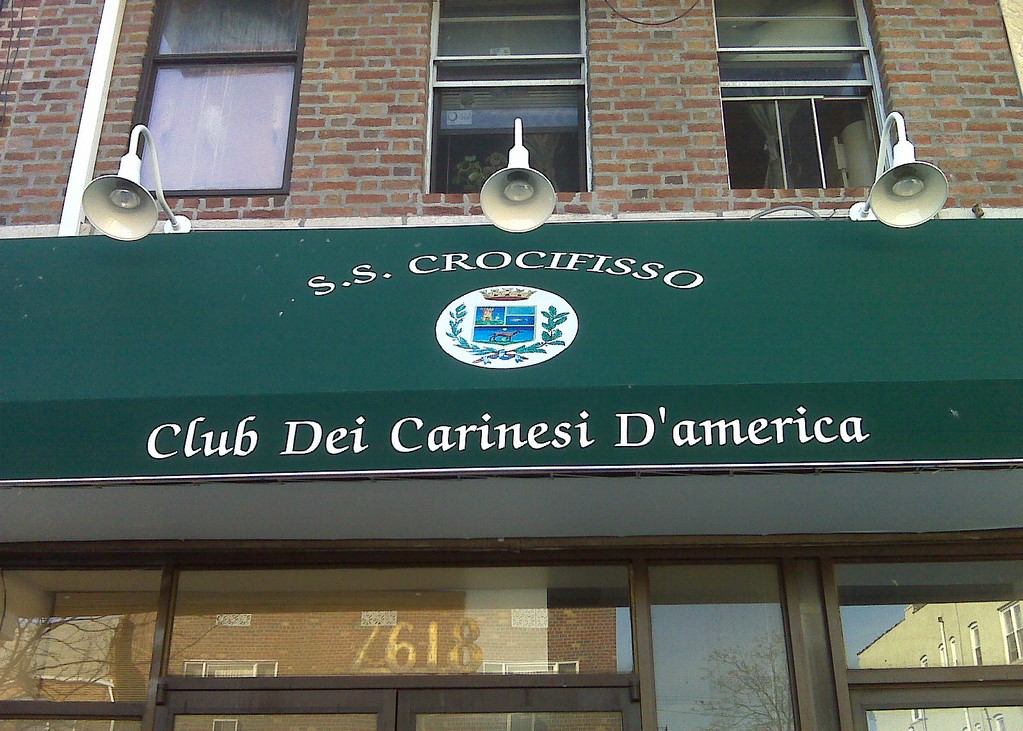 S.S. CROCIFISSO
Club Dei Carinesi D'america
7618